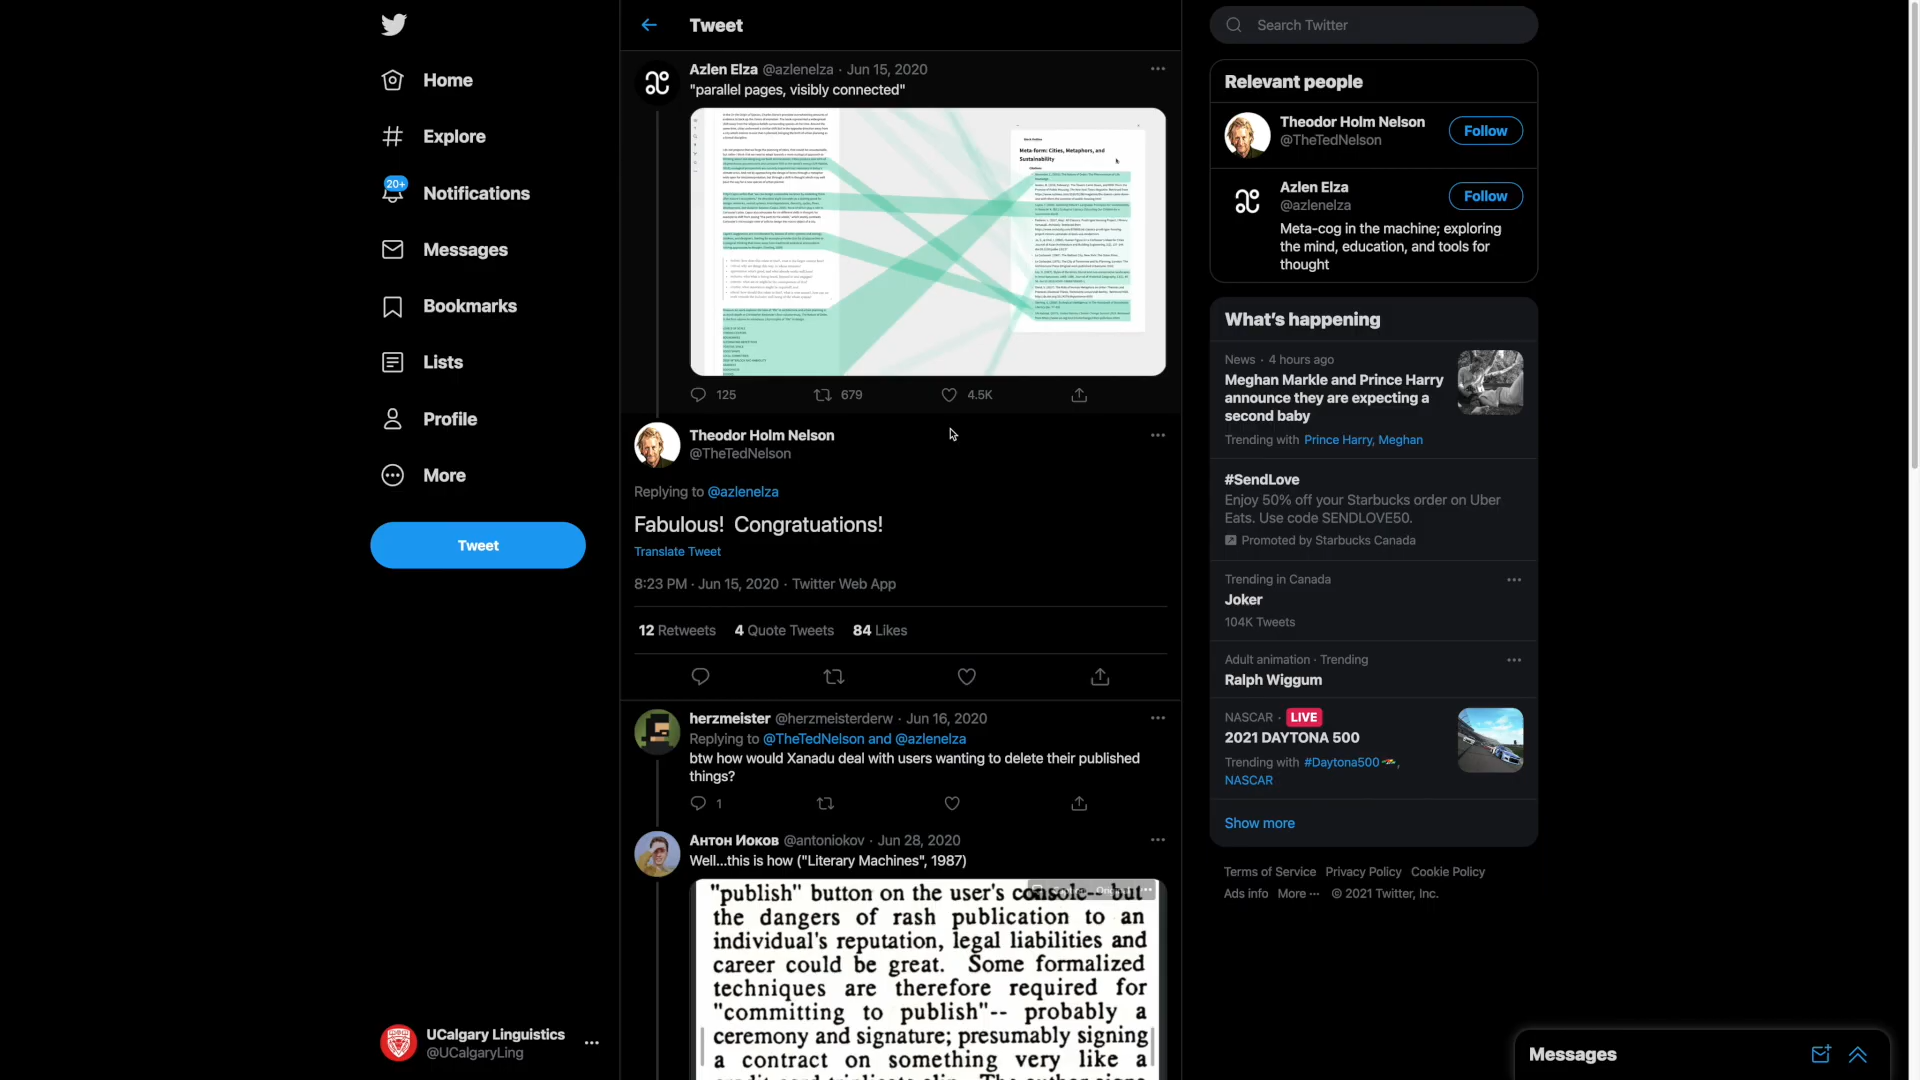 Home
Explore
20+
Notifications
Messages
Bookmarks
Lists
Profile
More
Tweet
UCalgary Linguistics
@UCalgaryLing
Tweet
Azlen Elza @azlenelza · Jun 15, 2020
"parallel pages, visibly connected"
Meta-form: Cities, Metaphors, and
Sustainability
125 679 4.5K
Theodor Holm Nelson
@TheTedNelson
Replying to @azlenelza
Fabulous! Congratuations!
Translate Tweet
8:23 PM · Jun 15, 2020 · Twitter Web App
12 Retweets 4 Quote Tweets 84 Likes
herzmeister @herzmeisterderw · Jun 16, 2020
Replying to @TheTedNelson and @azlenelza
btw how would Xanadu deal with users wanting to delete their published
things?
1
Антон Иоков @antoniokov · Jun 28, 2020
Well...this is how ("Literary Machines", 1987)
"publish" button on the user's console-- but
the dangers of rash publication to an
individual's reputation, legal liabilities and
career could be great. Some formalized
techniques are therefore required for
"committing to publish"-- probably a
ceremony and signature; presumably signing
a contract on something very like a
Search Twitter
Relevant people
Theodor Holm Nelson
@TheTedNelson
Follow
Azlen Elza
@azlenelza
Follow
Meta-cog in the machine; exploring
the mind, education, and tools for
thought
What's happening
News · 4 hours ago
Meghan Markle and Prince Harry
announce they are expecting a
second baby
Trending with Prince Harry, Meghan
#SendLove
Enjoy 50% off your Starbucks order on Uber
Eats. Use code SENDLOVE50.
Promoted by Starbucks Canada
Trending in Canada
Joker
104K Tweets
Adult animation · Trending
Ralph Wiggum
NASCAR · LIVE
2021 DAYTONA 500
Trending with #Daytona500,
NASCAR
Show more
Terms of Service Privacy Policy Cookie Policy
Ads info More ··· © 2021 Twitter, Inc.
Messages